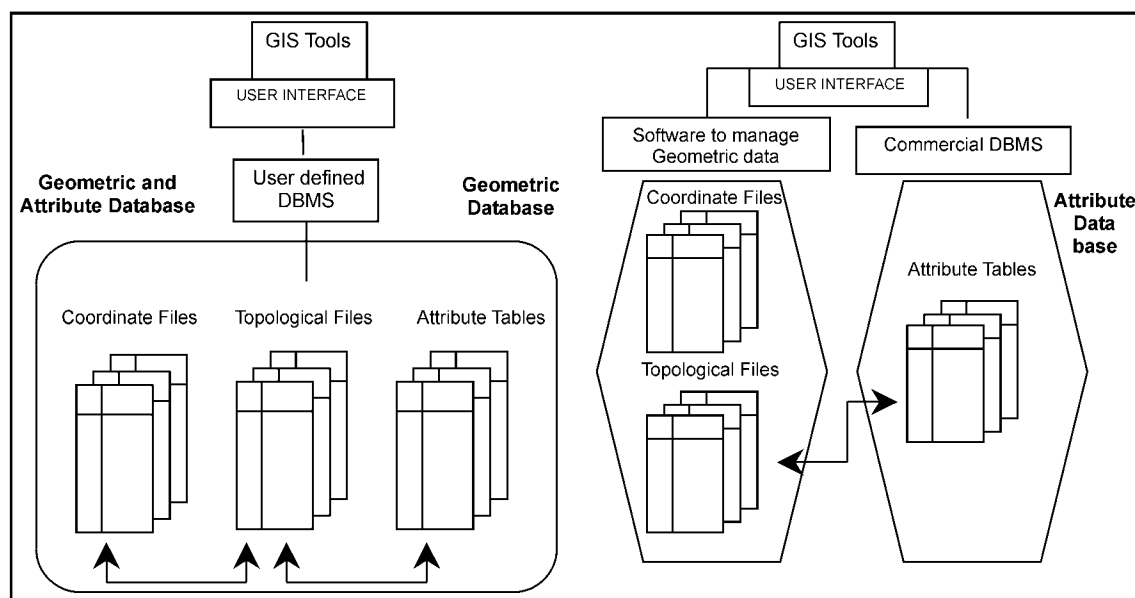 GIS Tools
USER INTERFACE
User defined
DBMS
Geometric and
Attribute Database
Geometric
Database
Coordinate Files
Topological Files
Attribute Tables
GIS Tools
USER INTERFACE
Software to manage
Geometric data
Commercial DBMS
Coordinate Files
Topological Files
Attribute
Data
base
Attribute Tables